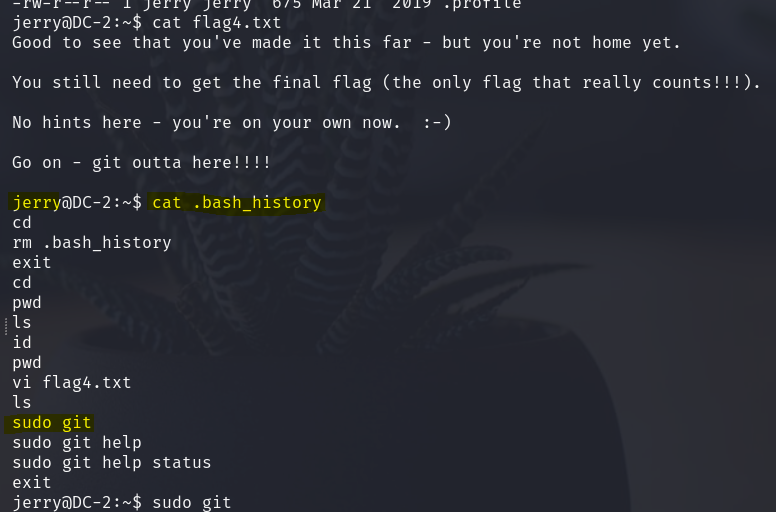 -rw-r--r-- 1 jerry jerry  675 Mar 21  2019 .profile
jerry@DC-2:~$ cat flag4.txt
Good to see that you've made it this far - but you're not home yet.
You still need to get the final flag (the only flag that really counts!!!).
No hints here - you're on your own now.  :-)
Go on - git outta here!!!!
jerry@DC-2:~$ cat .bash_history
cd
rm .bash_history
exit
cd
pwd
ls
id
pwd
vi flag4.txt
ls
sudo git
sudo git help
sudo git help status
exit
jerry@DC-2:~$ sudo git